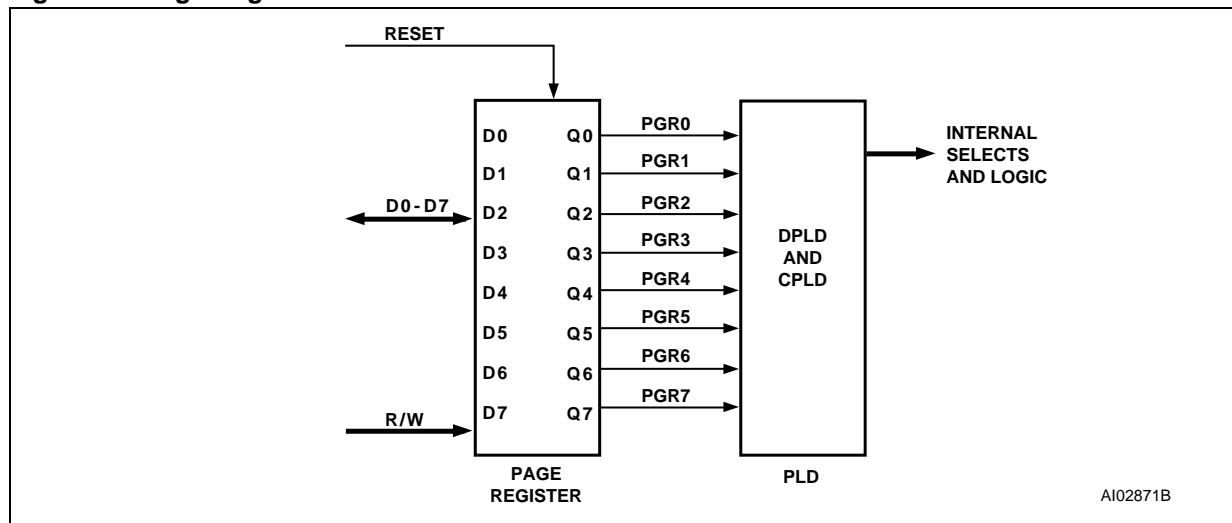 RESET
D0 Q0 PGR0
D1 Q1 PGR1
D0-D7 D2 Q2 PGR2
D3 Q3 PGR3
D4 Q4 PGR4
D5 Q5 PGR5
D6 Q6 PGR6
R/W D7 Q7 PGR7
PAGE
REGISTER
DPLD
AND
CPLD
PLD
INTERNAL
SELECTS
AND LOGIC
AI02871B